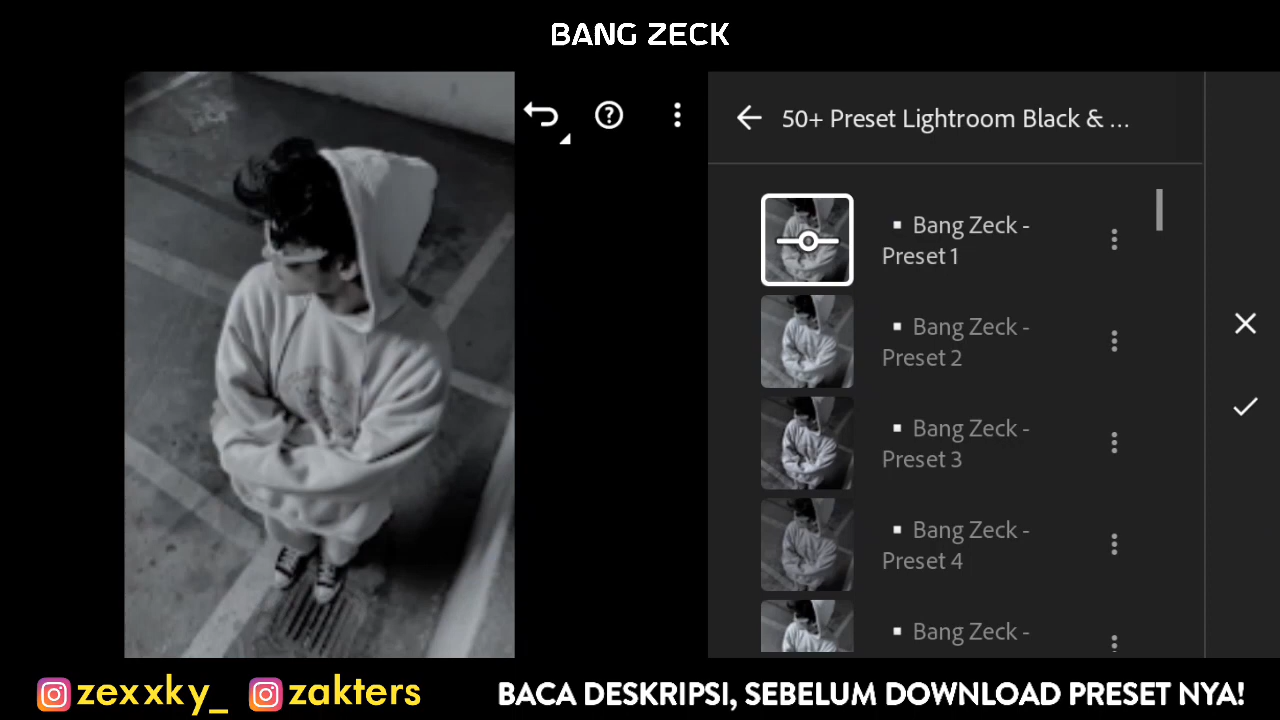 BANG ZECK
50+ Preset Lightroom Black & ...
▪ Bang Zeck -
Preset 1
▪ Bang Zeck -
Preset 2
▪ Bang Zeck -
Preset 3
▪ Bang Zeck -
Preset 4
▪ Bang Zeck -
zexxky_ zakters
BACA DESKRIPSI, SEBELUM DOWNLOAD PRESET NYA!